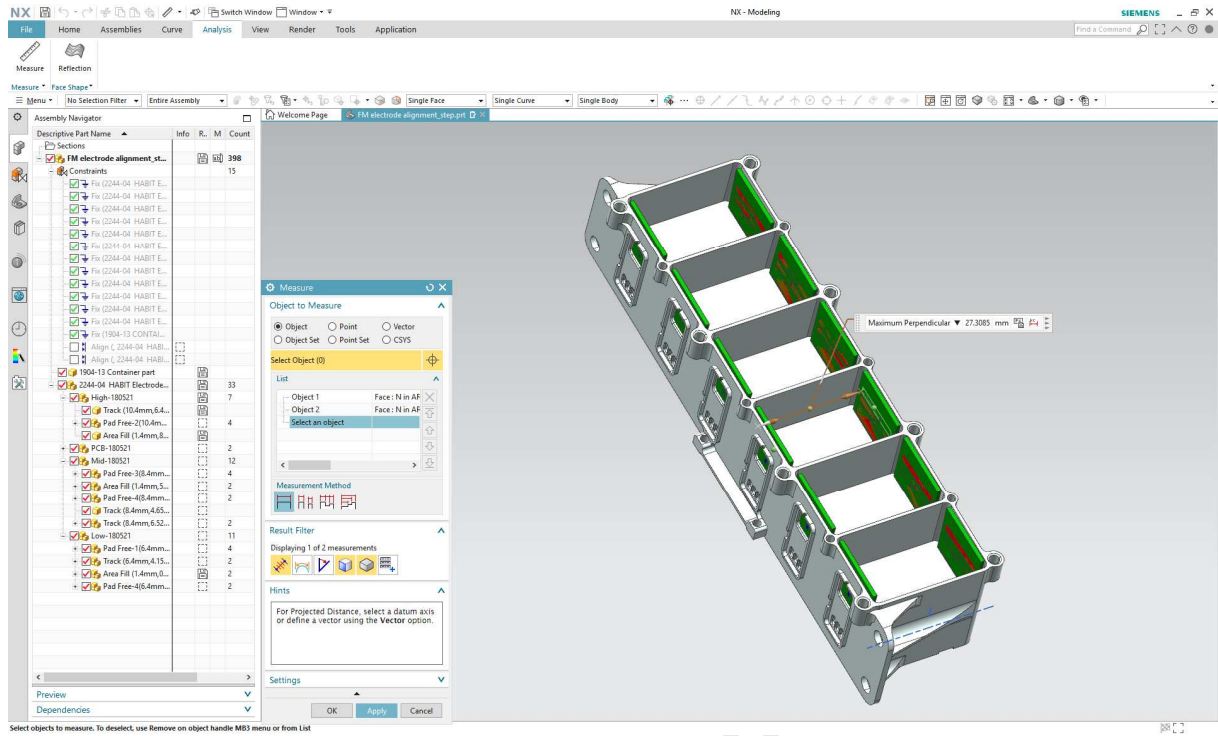 NX
Switch Window
Window
NX - Modeling
SIEMENS
File Home Assemblies Curve Analysis View Render Tools Application
Find a Command
Measure Reflection
Measure Face Shape
Menu No Selection Filter Entire Assembly Single Face Single Curve Single Body
Assembly Navigator
Welcome Page FM electrode alignment_step.prt
Descriptive Part Name Info R... M Count
Sections
FM electrode alignment_st... 398
Constraints 15
Fix (2244-04 HABIT E...
Fix (2244-04 HABIT E...
Fix (2244-04 HABIT E...
Fix (2244-04 HABIT E...
Fix (2244-04 HABIT E...
Fix (2244-04 HABIT E...
Fix (2244-04 HABIT E...
Fix (2244-04 HABIT E...
Fix (2244-04 HABIT E...
Fix (2244-04 HABIT E...
Fix (2244-04 HABIT E...
Fix (2244-04 HABIT E...
Fix (1904-13 CONTAI...
Align (, 2244-04 HABI...
Align (, 2244-04 HABI...
1904-13 Container part
2244-04 HABIT Electrode... 33
High-180521 7
Track (10.4mm,6.4...
Pad Free-2(10.4m... 4
Area Fill (1.4mm,8...
PCB-180521 2
Mid-180521 12
Pad Free-3(8.4mm... 4
Area Fill (1.4mm,5... 2
Pad Free-4(8.4mm... 2
Track (8.4mm,4.65...
Track (8.4mm,6.52... 2
Low-180521 11
Pad Free-1(6.4mm... 4
Track (6.4mm,4.15... 2
Area Fill (1.4mm,0... 2
Pad Free-4(6.4mm... 2
Preview
Dependencies
Measure
Object to Measure
Object Point Vector
Object Set Point Set CSYS
Select Object (0)
List
Object 1 Face : N in AF
Object 2 Face : N in AF
Select an object
Measurement Method
Result Filter
Displaying 1 of 2 measurements
Hints
For Projected Distance, select a datum axis
or define a vector using the Vector option.
Settings
OK Apply Cancel
Maximum Perpendicular 27.3085 mm
Select objects to measure. To deselect, use Remove on object handle MB3 menu or from List